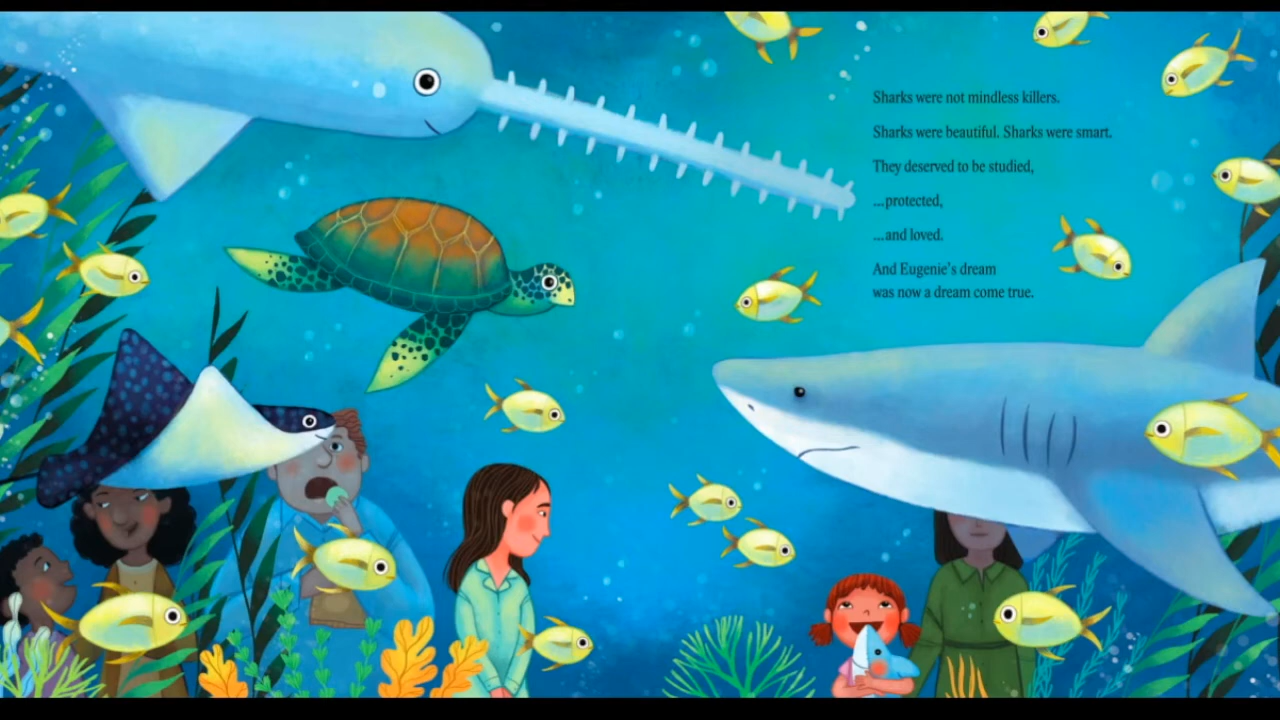 Sharks were not mindless killers.
Sharks were beautiful. Sharks were smart.
They deserved to be studied,
...protected,
...and loved.
And Eugenie's dream
was now a dream come true.